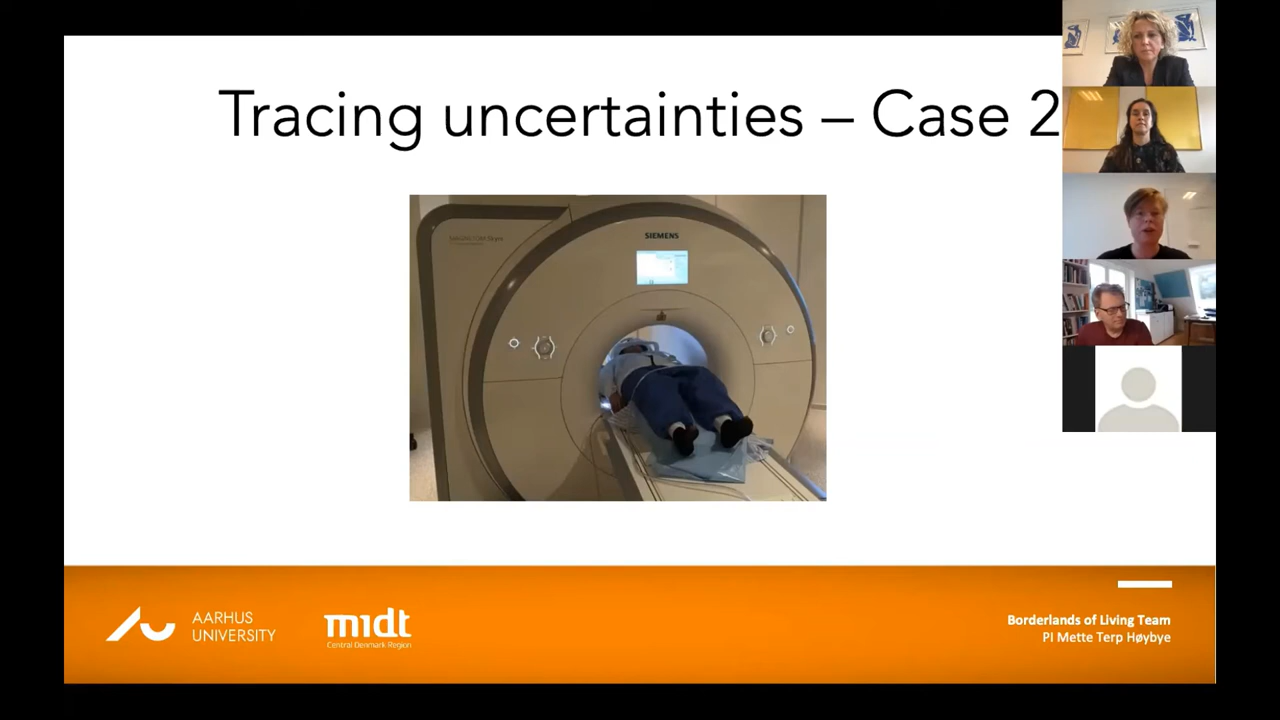 Tracing uncertainties – Case 2
SIEMENS
AARHUS
UNIVERSITY
midt
Central Denmark Region
Borderlands of Living Team
PI Mette Terp Høybye